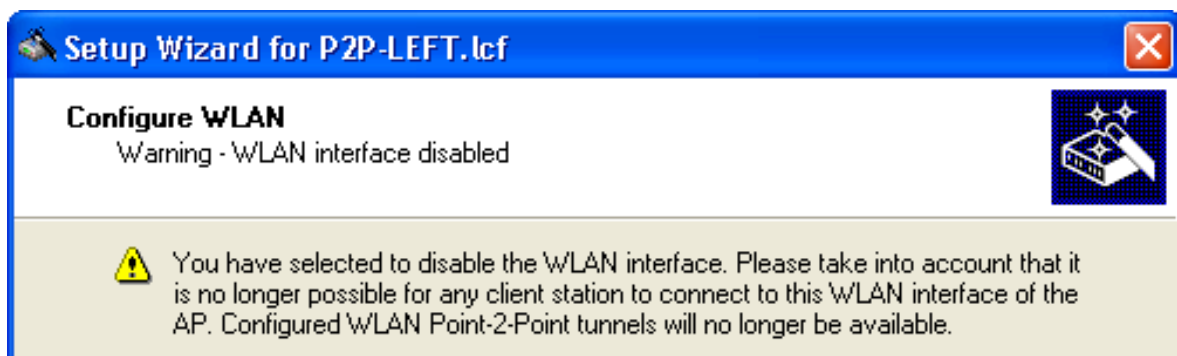 Setup Wizard for P2P-LEFT.lcf
Configure WLAN
Warning - WLAN interface disabled
You have selected to disable the WLAN interface. Please take into account that it
is no longer possible for any client station to connect to this WLAN interface of the
AP. Configured WLAN Point-2-Point tunnels will no longer be available.